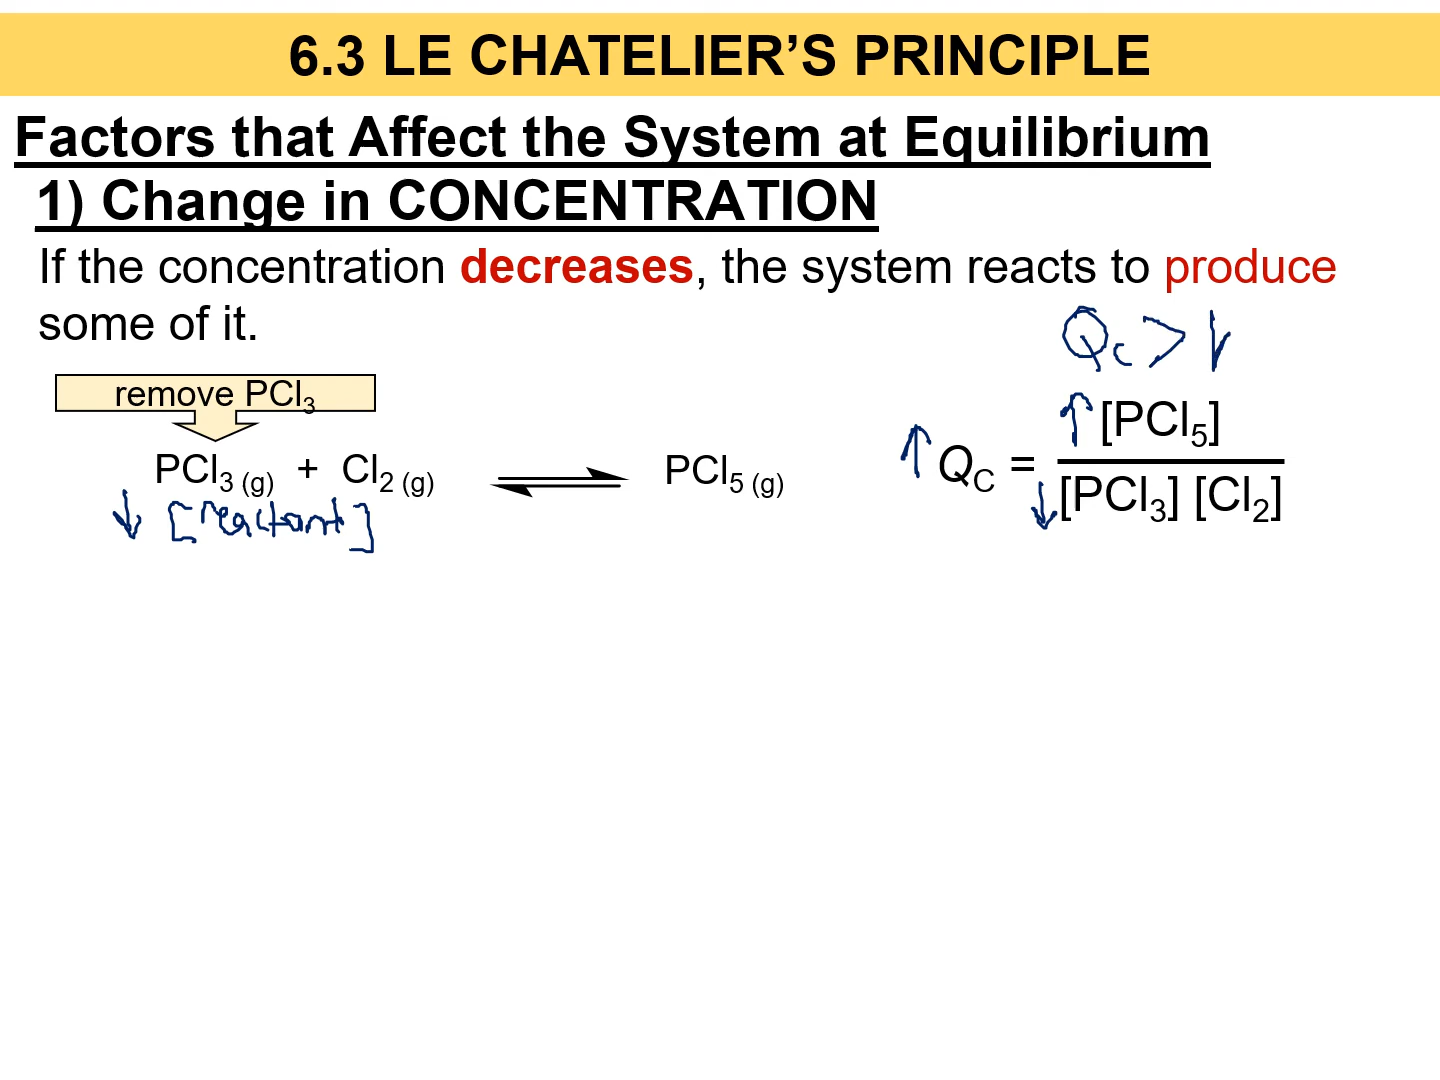 6.3 LE CHATELIER’S PRINCIPLE
Factors that Affect the System at Equilibrium
1) Change in CONCENTRATION
If the concentration decreases, the system reacts to produce
some of it.
Qc >
remove PCl3
PCl3 (g) + Cl2 (g) ⇌ PCl5 (g)
↓ [reactant]
↑ QC = ↑ [PCl5]
↓ [PCl3] [Cl2]